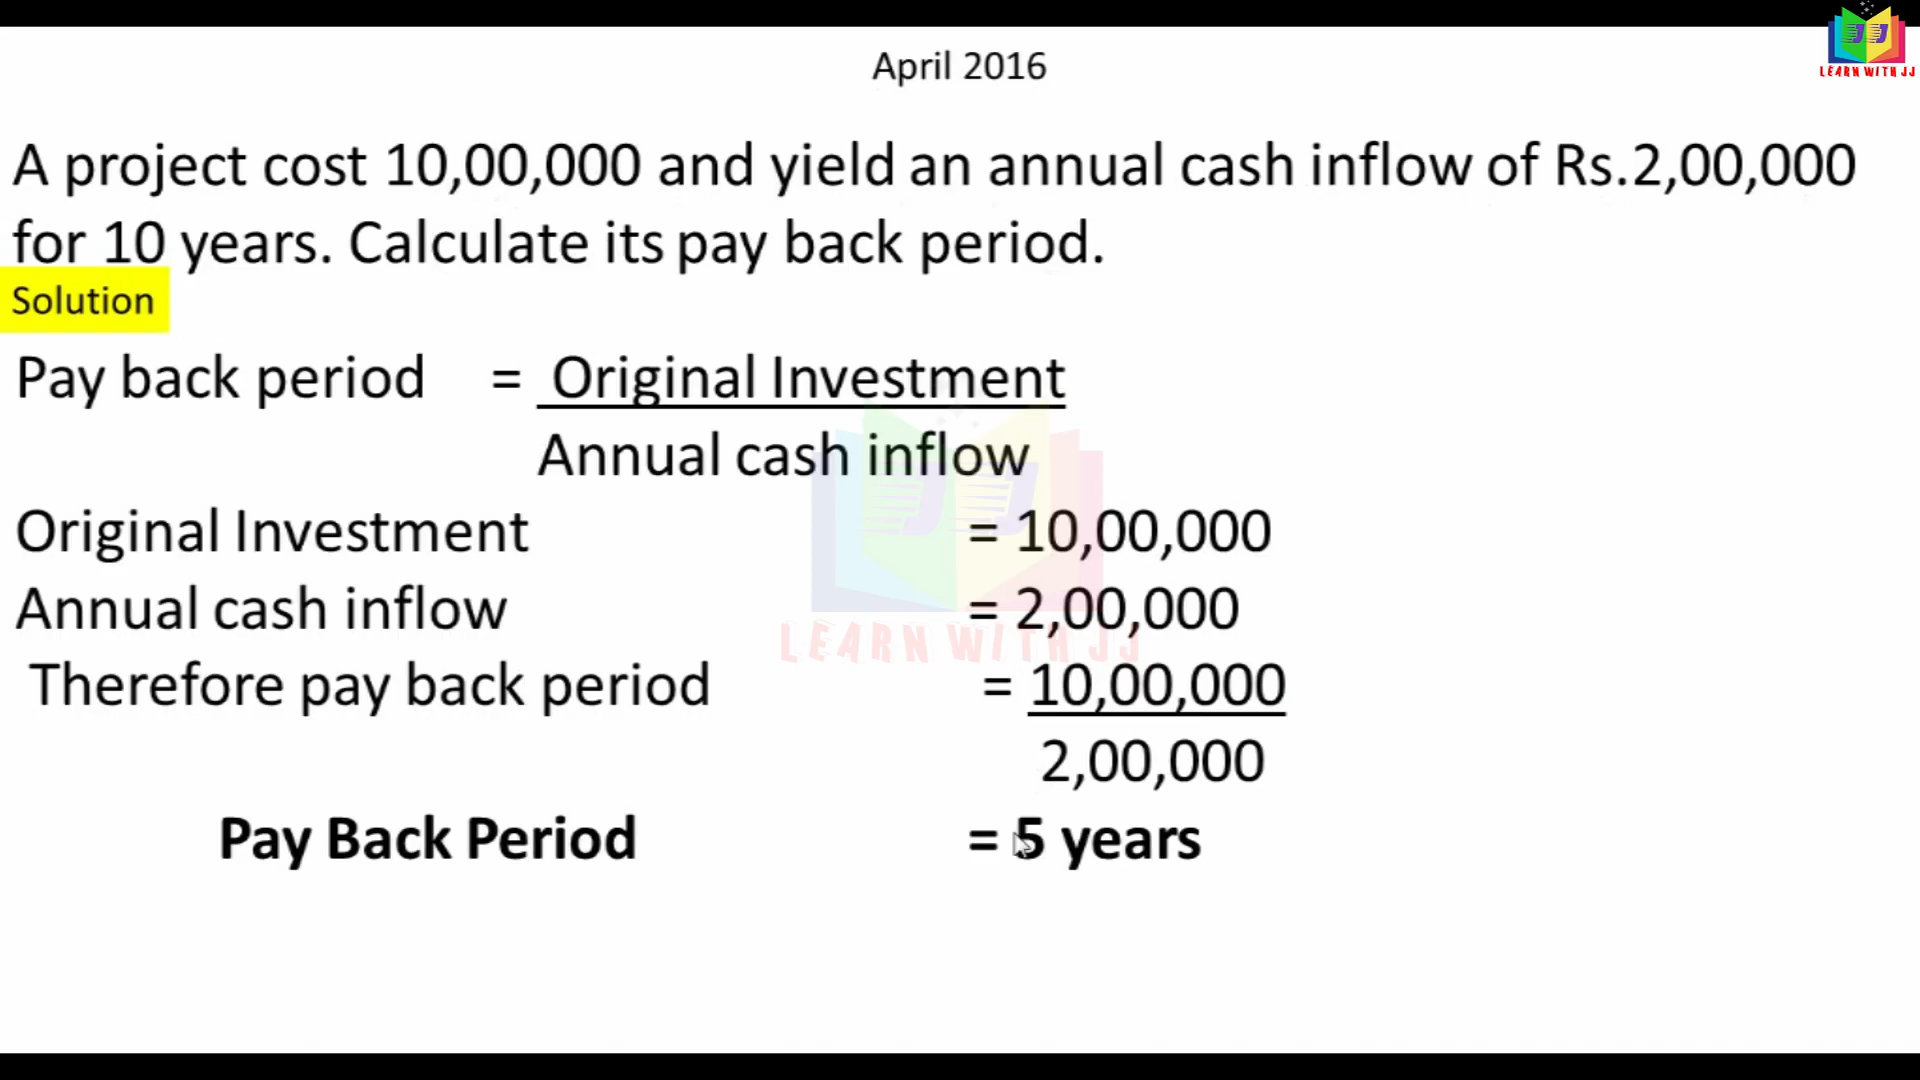 LEARN WITH JJ
April 2016
A project cost 10,00,000 and yield an annual cash inflow of Rs.2,00,000
for 10 years. Calculate its pay back period.
Solution
Pay back period = Original Investment
Annual cash inflow
Original Investment = 10,00,000
Annual cash inflow = 2,00,000
LEARN WITH JJ
Therefore pay back period = 10,00,000
2,00,000
Pay Back Period = 5 years